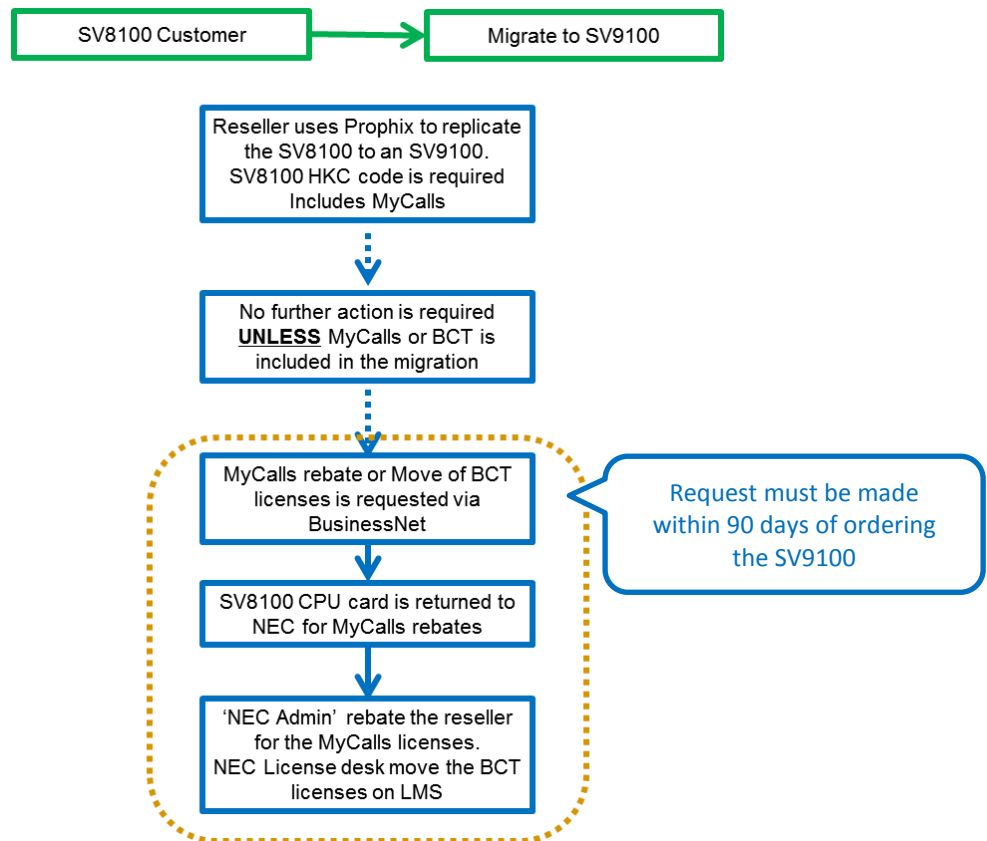 SV8100 Customer
Migrate to SV9100
Reseller uses Prophix to replicate
the SV8100 to an SV9100.
SV8100 HKC code is required
Includes MyCalls
No further action is required
UNLESS MyCalls or BCT is
included in the migration
MyCalls rebate or Move of BCT
licenses is requested via
BusinessNet
Request must be made
within 90 days of ordering
the SV9100
SV8100 CPU card is returned to
NEC for MyCalls rebates
‘NEC Admin’ rebate the reseller
for the MyCalls licenses.
NEC License desk move the BCT
licenses on LMS